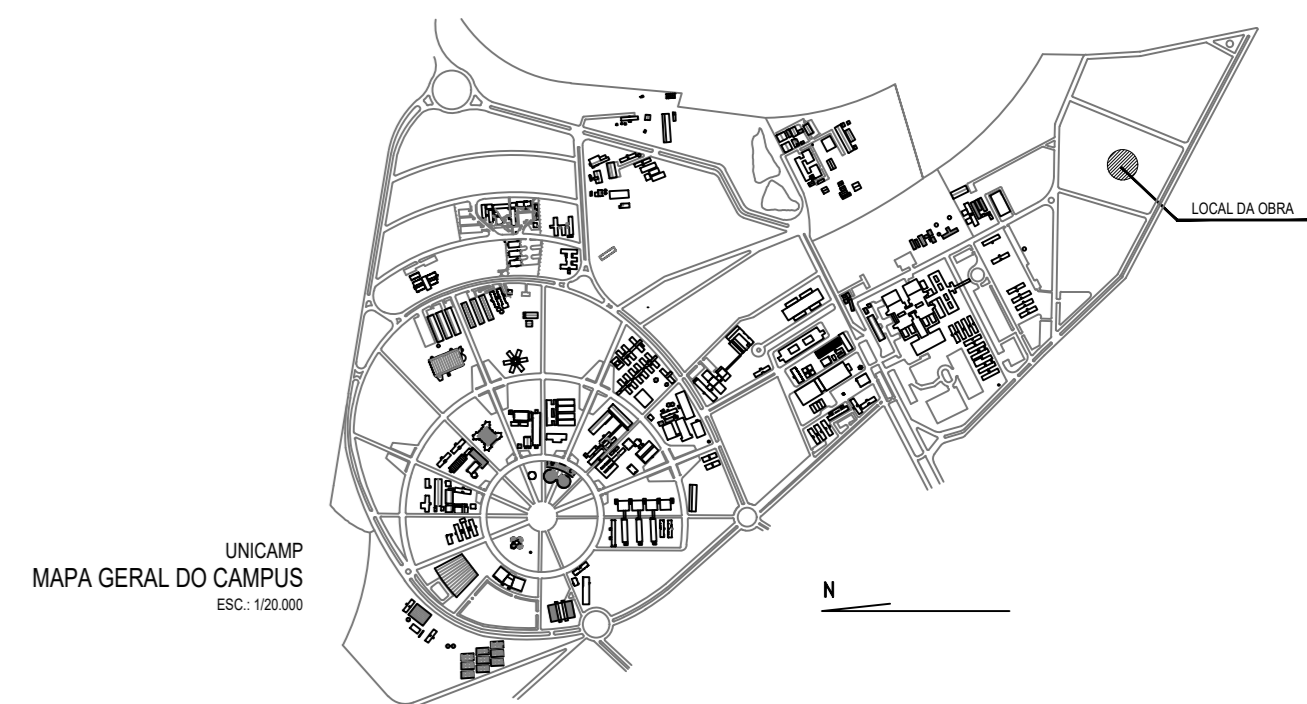 LOCAL DA OBRA
UNICAMP
MAPA GERAL DO CAMPUS
ESC.: 1/20.000
N